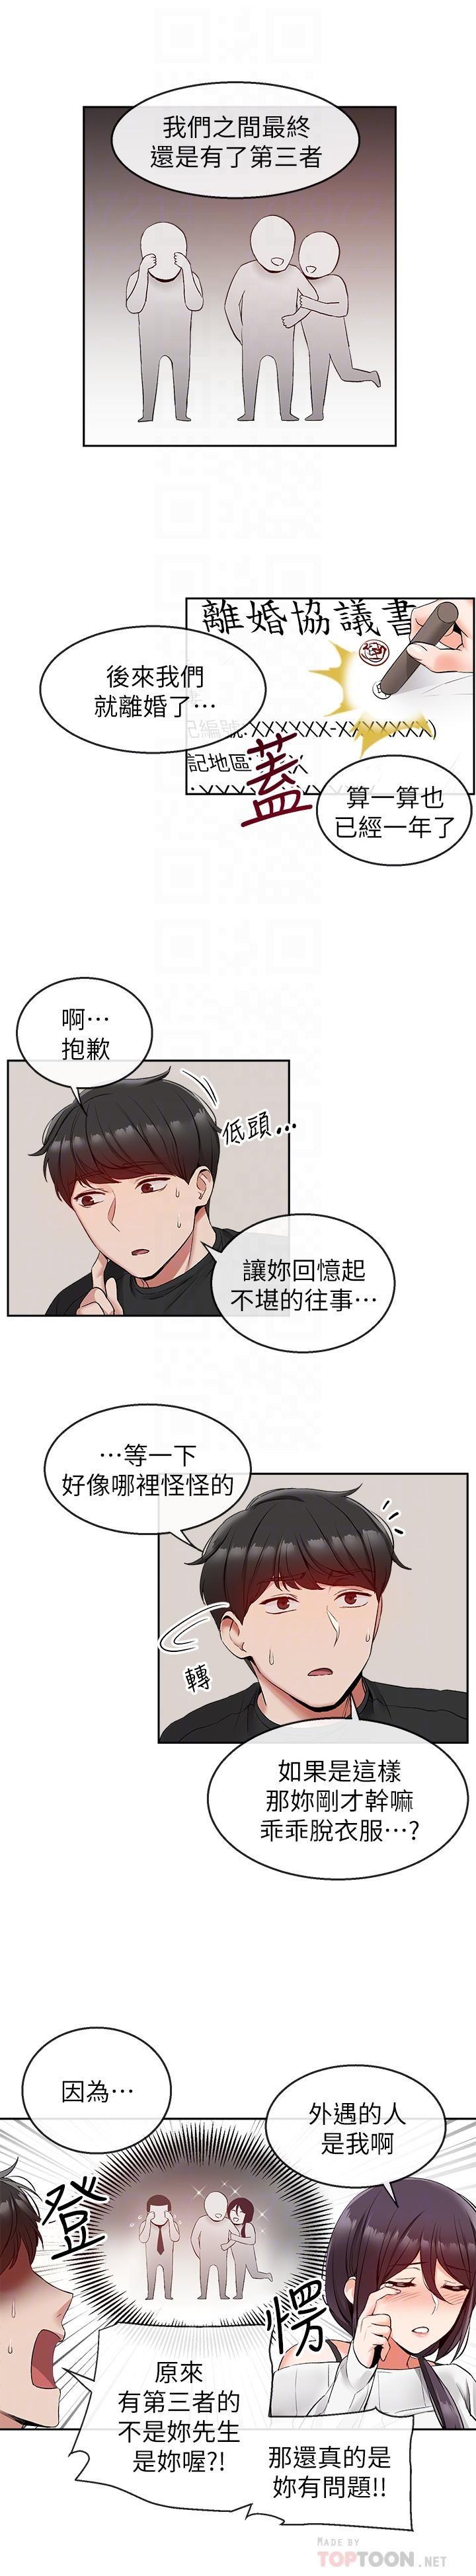 我們之間最終
還是有了第三者
離婚協議書
後來我們
就離婚了…
記編號:XXXXXX-XXXXXXX)
記地區:
蓋
算一算也
已經一年了
啊…
抱歉
低頭…
讓妳回憶起
不堪的往事…
…等一下
好像哪裡怪怪的
轉
如果是這樣
那妳剛才幹嘛
乖乖脫衣服…?
因為…
外遇的人
是我啊
登
愣
原來
有第三者的
不是妳先生
是妳喔?!
那還真的是
妳有問題!!
MADE BY
TOPTOON.NET